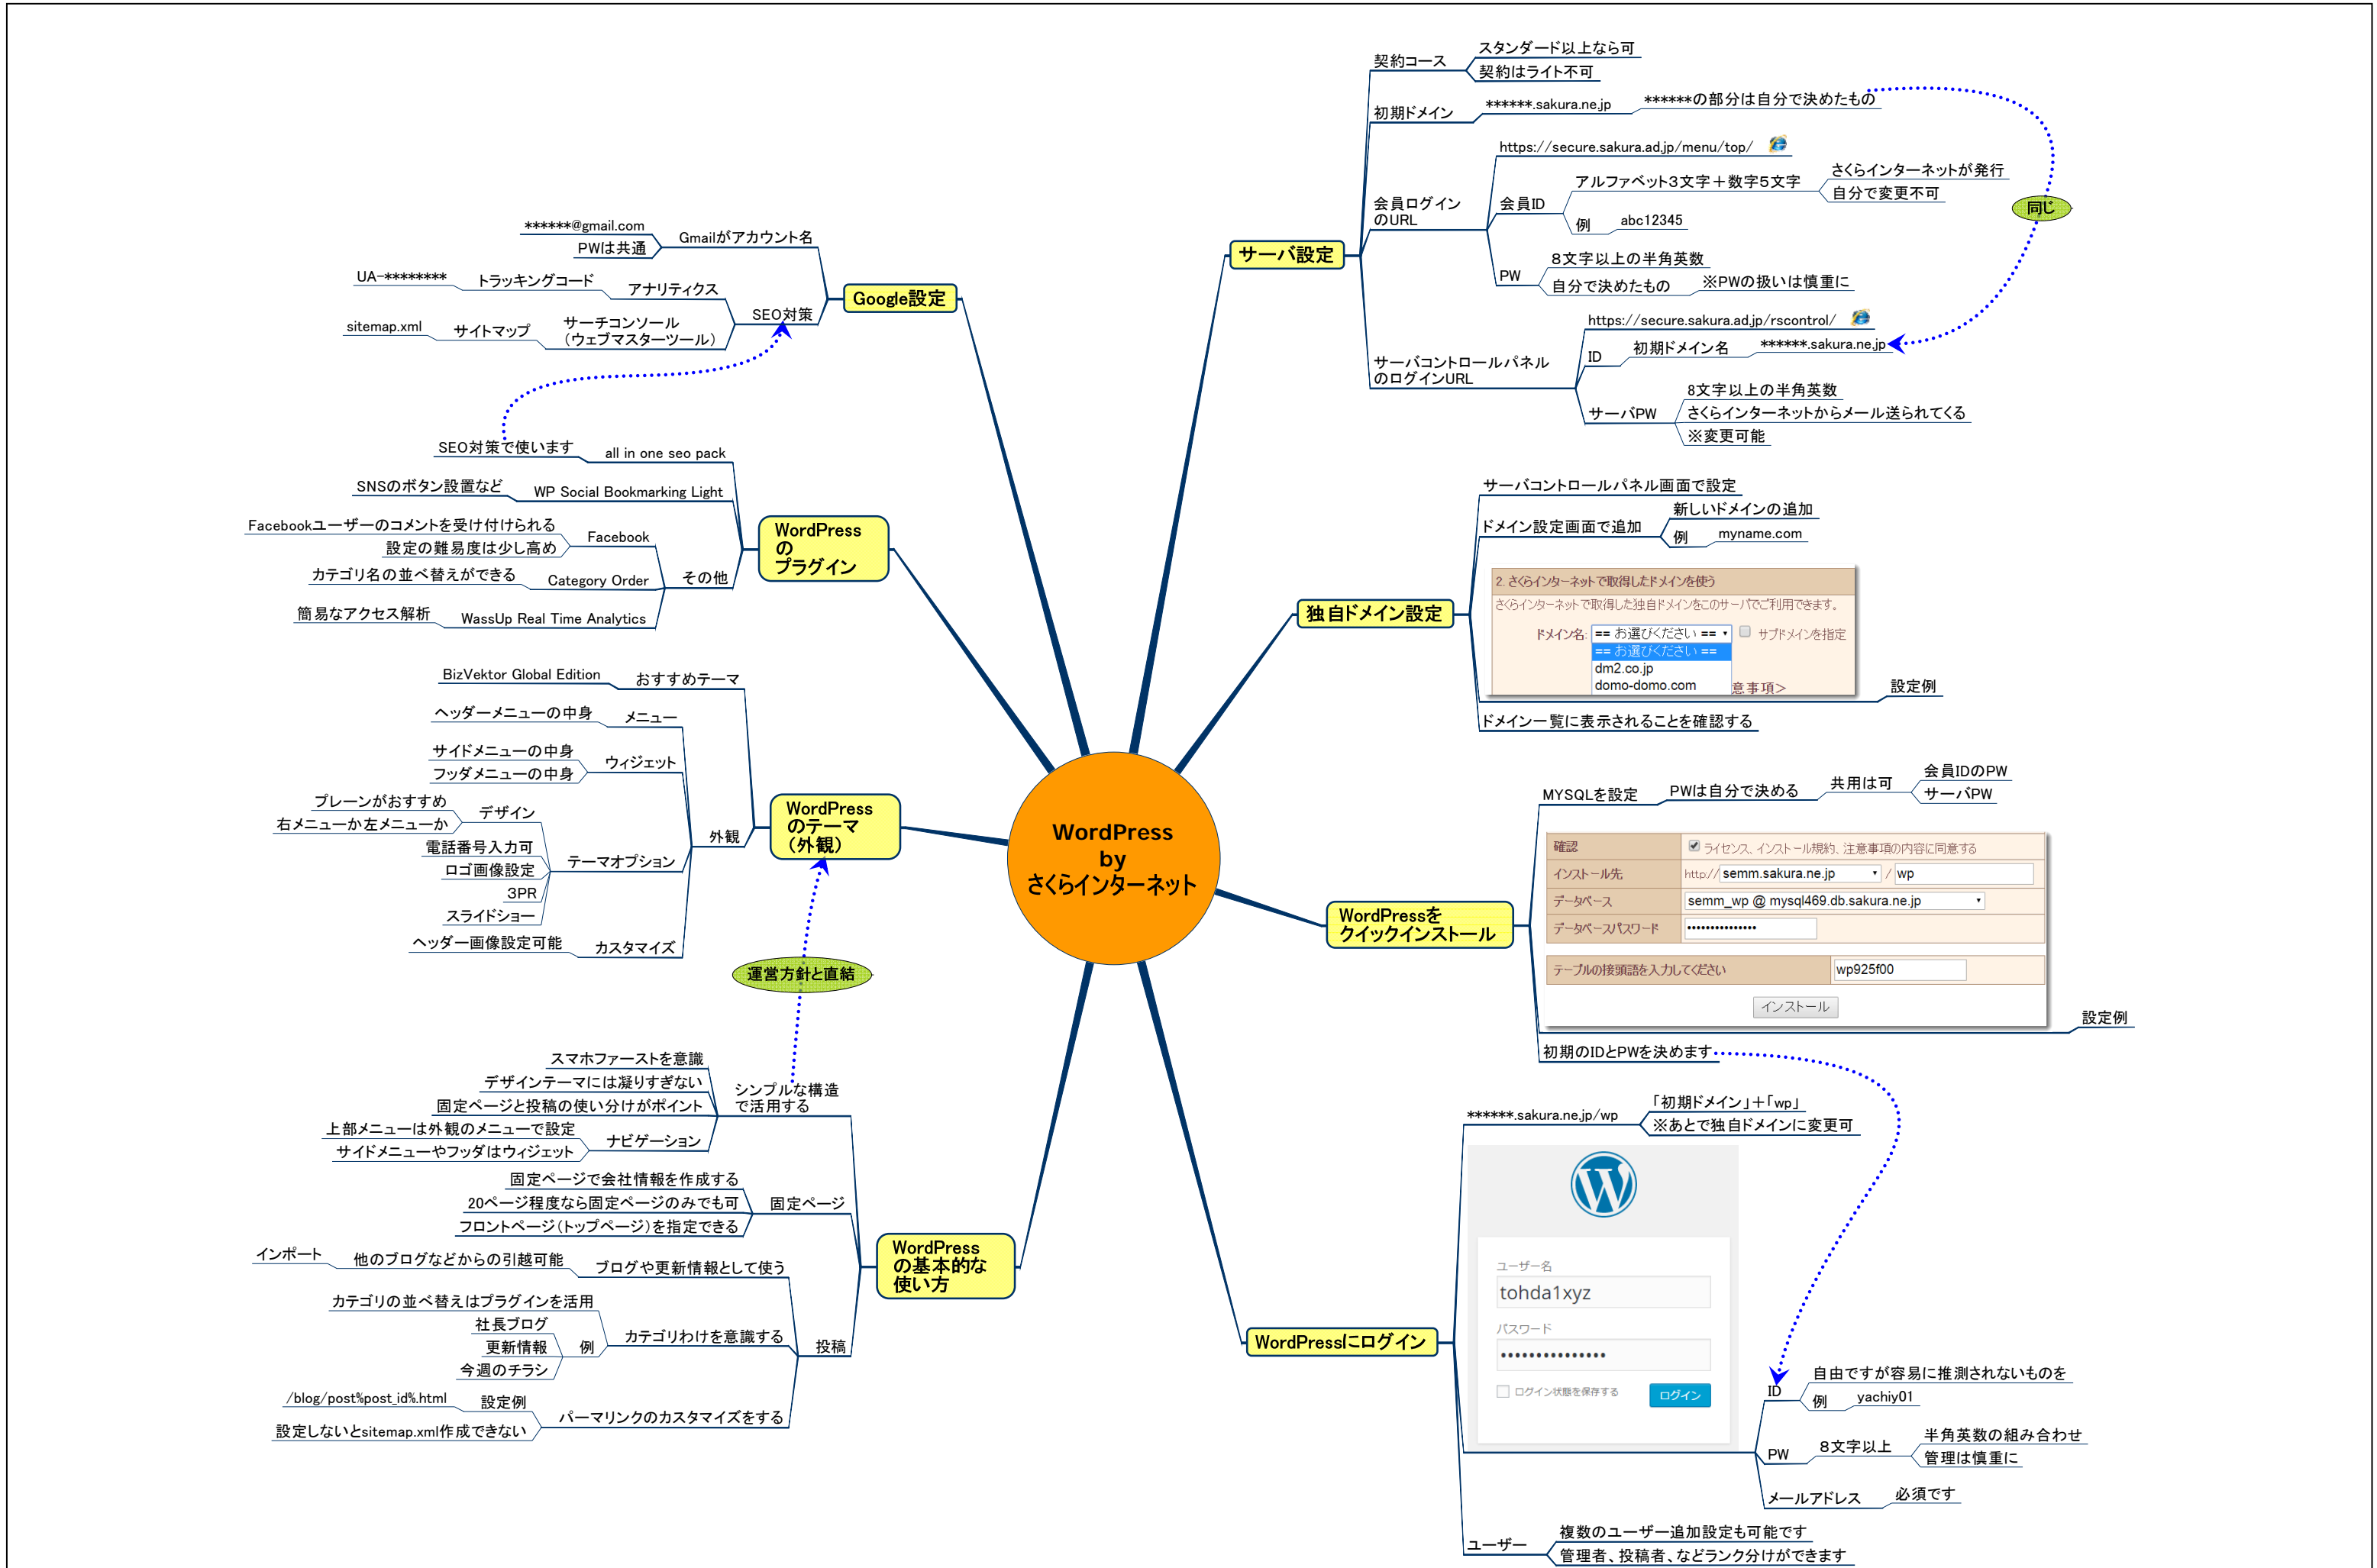 WordPress
by
さくらインターネット
サーバ設定
契約コース
スタンダード以上なら可
契約はライト不可
初期ドメイン
******.sakura.ne.jp
******の部分は自分で決めたもの
会員ログイン
のURL
https://secure.sakura.ad.jp/menu/top/
会員ID
アルファベット3文字＋数字5文字
さくらインターネットが発行
自分で変更不可
例
abc12345
PW
8文字以上の半角英数
自分で決めたもの
※PWの扱いは慎重に
サーバコントロールパネル
のログインURL
https://secure.sakura.ad.jp/rscontrol/
ID
初期ドメイン名
******.sakura.ne.jp
サーバPW
8文字以上の半角英数
さくらインターネットからメール送られてくる
※変更可能
同じ
独自ドメイン設定
サーバコントロールパネル画面で設定
ドメイン設定画面で追加
新しいドメインの追加
例
myname.com
2. さくらインターネットで取得したドメインを使う
さくらインターネットで取得した独自ドメインをこのサーバでご利用できます。
ドメイン名: == お選びください == サブドメインを指定
== お選びください ==
dm2.co.jp
domo-domo.com
意事項＞
設定例
ドメイン一覧に表示されることを確認する
WordPressを
クイックインストール
MYSQLを設定
PWは自分で決める
共用は可
会員IDのPW
サーバPW
確認
ライセンス、インストール規約、注意事項の内容に同意する
インストール先
http:// semm.sakura.ne.jp / wp
データベース
semm_wp @ mysql469.db.sakura.ne.jp
データベースパスワード
•••••••••••••••
テーブルの接頭語を入力してください
wp925f00
インストール
設定例
初期のIDとPWを決めます
WordPressにログイン
******.sakura.ne.jp/wp
「初期ドメイン」＋「wp」
※あとで独自ドメインに変更可
ユーザー名
tohda1xyz
パスワード
•••••••••••••••
ログイン状態を保存する
ログイン
ID
自由ですが容易に推測されないものを
例
yachiy01
PW
8文字以上
半角英数の組み合わせ
管理は慎重に
メールアドレス
必須です
ユーザー
複数のユーザー追加設定も可能です
管理者、投稿者、などランク分けができます
Google設定
Gmailがアカウント名
******@gmail.com
PWは共通
SEO対策
アナリティクス
トラッキングコード
UA-********
サーチコンソール
（ウェブマスターツール）
サイトマップ
sitemap.xml
WordPress
の
プラグイン
all in one seo pack
SEO対策で使います
WP Social Bookmarking Light
SNSのボタン設置など
その他
Facebook
Facebookユーザーのコメントを受け付けられる
設定の難易度は少し高め
Category Order
カテゴリ名の並べ替えができる
WassUp Real Time Analytics
簡易なアクセス解析
WordPress
のテーマ
（外観）
おすすめテーマ
BizVektor Global Edition
外観
メニュー
ヘッダーメニューの中身
ウィジェット
サイドメニューの中身
フッダメニューの中身
テーマオプション
デザイン
プレーンがおすすめ
右メニューか左メニューか
電話番号入力可
ロゴ画像設定
3PR
スライドショー
カスタマイズ
ヘッダー画像設定可能
運営方針と直結
WordPress
の基本的な
使い方
シンプルな構造
で活用する
スマホファーストを意識
デザインテーマには凝りすぎない
固定ページと投稿の使い分けがポイント
ナビゲーション
上部メニューは外観のメニューで設定
サイドメニューやフッダはウィジェット
固定ページ
固定ページで会社情報を作成する
20ページ程度なら固定ページのみでも可
フロントページ（トップページ）を指定できる
投稿
ブログや更新情報として使う
他のブログなどからの引越可能
インポート
カテゴリわけを意識する
カテゴリの並べ替えはプラグインを活用
例
社長ブログ
更新情報
今週のチラシ
パーマリンクのカスタマイズをする
設定例
/blog/post%post_id%.html
設定しないとsitemap.xml作成できない